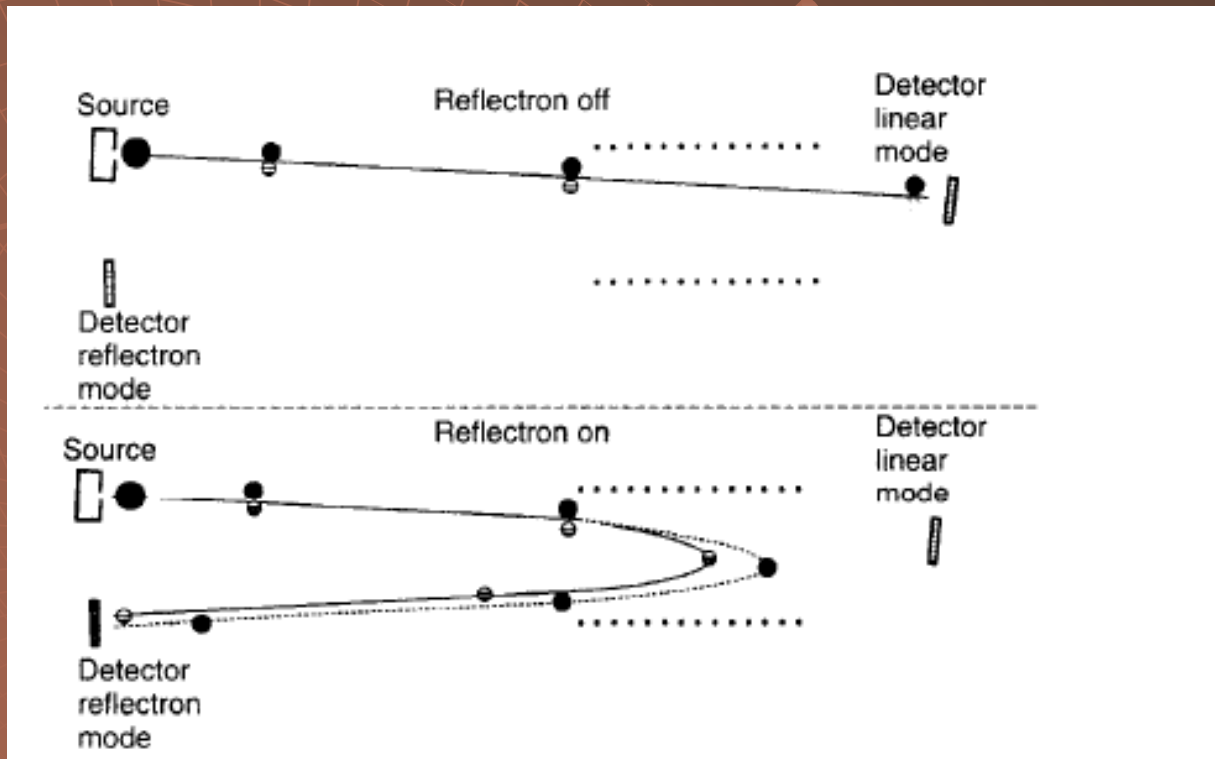 Source
Reflectron off
Detector
linear
mode
Detector
reflectron
mode
Source
Reflectron on
Detector
linear
mode
Detector
reflectron
mode